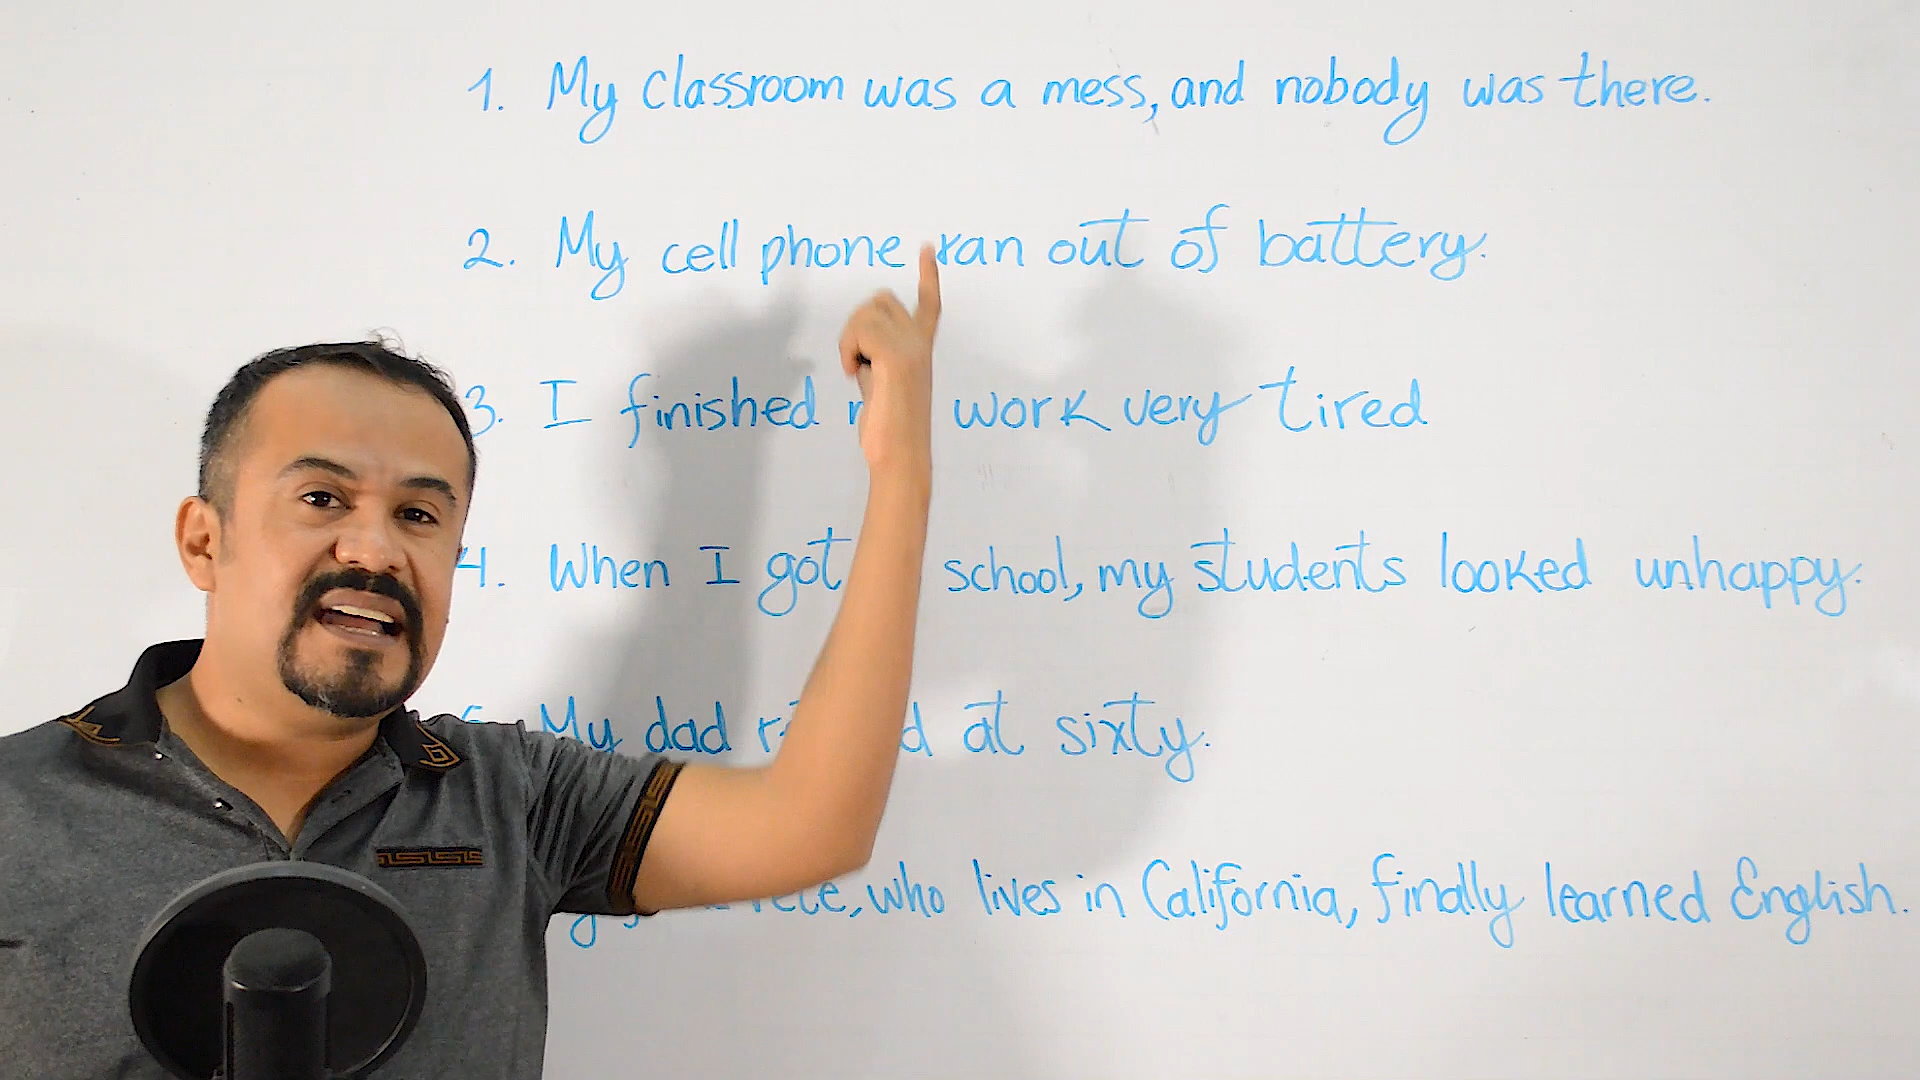 1. My classroom was a mess, and nobody was there.
2. My cell phone ran out of battery.
3. I finished work very tired
4. When I got school, my students looked unhappy.
My dad at sixty.
who lives in California, finally learned English.